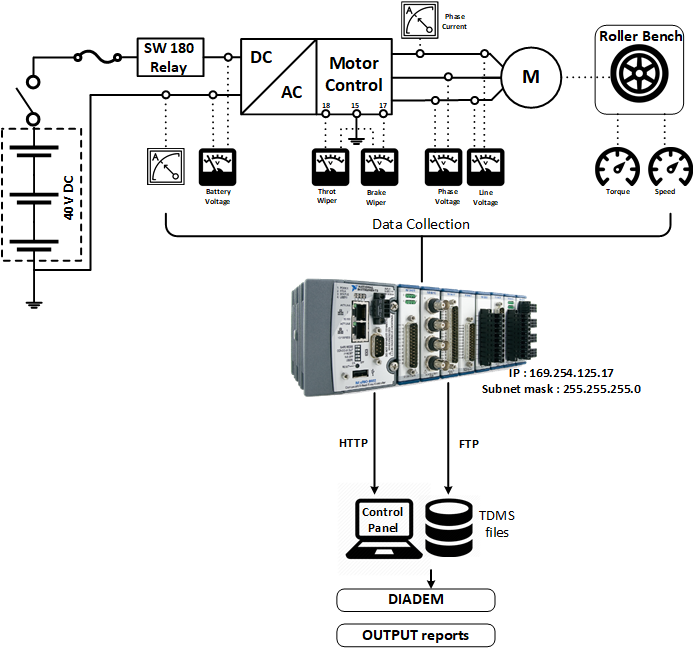 SW 180
Relay
DC
AC
Motor
Control
18
15
17
A
Phase
Current
M
Roller Bench
40 V DC
A
V
Battery
Voltage
V
Throt
Wiper
V
Brake
Wiper
V
Phase
Voltage
V
Line
Voltage
Torque
Speed
Data Collection
IP : 169.254.125.17
Subnet mask : 255.255.255.0
HTTP
FTP
Control
Panel
TDMS
files
DIADEM
OUTPUT reports